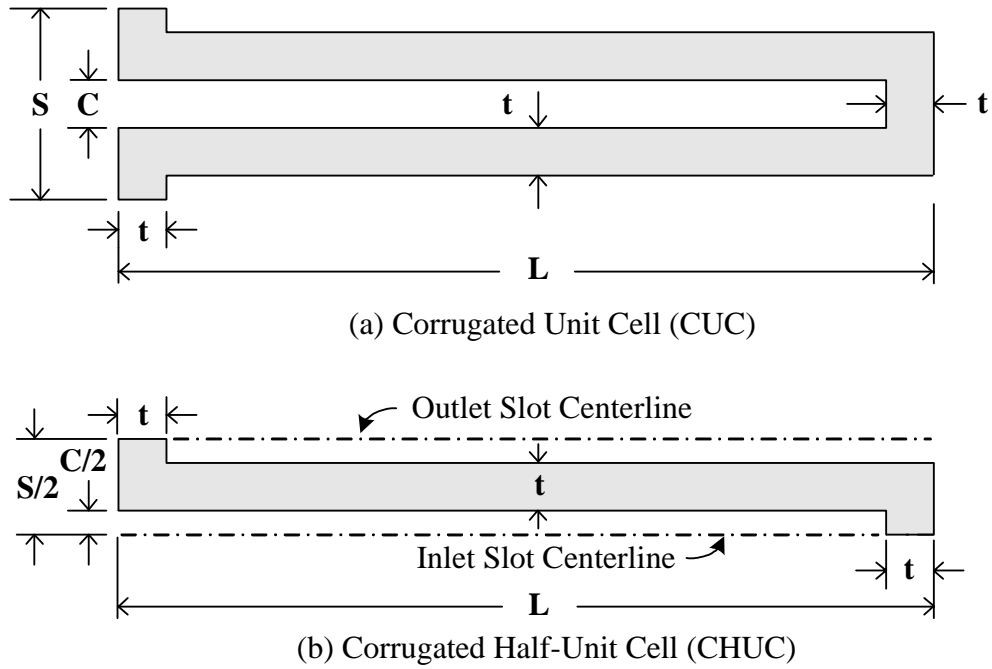 S
C
t
t
t
L
(a) Corrugated Unit Cell (CUC)
t
Outlet Slot Centerline
C/2
S/2
t
Inlet Slot Centerline
t
L
(b) Corrugated Half-Unit Cell (CHUC)